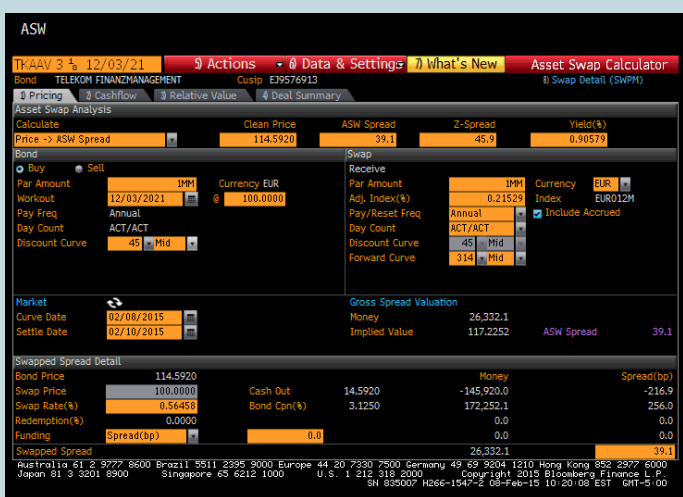 ASW
TKAAV 3 ⅛ 12/03/21 5) Actions 6) Data & Settings 7) What's New Asset Swap Calculator
Bond TELEKOM FINANZMANAGEMENT Cusip EJ9576913 8) Swap Detail (SWPM)
1) Pricing 2) Cashflow 3) Relative Value 4) Deal Summary
Asset Swap Analysis
Calculate Clean Price ASW Spread Z-Spread Yield(%)
Price -> ASW Spread 114.5920 39.1 45.9 0.90579
Bond Swap
Buy Sell Receive
Par Amount 1MM Currency EUR Par Amount 1MM Currency EUR
Workout 12/03/2021 @ 100.0000 Adj. Index(%) 0.21529 Index EUR012M
Pay Freq Annual Pay/Reset Freq Annual Include Accrued
Day Count ACT/ACT Day Count ACT/ACT
Discount Curve 45 Mid Discount Curve 45 Mid
Forward Curve 314 Mid
Market Gross Spread Valuation
Curve Date 02/08/2015 Money 26,332.1
Settle Date 02/10/2015 Implied Value 117.2252 ASW Spread 39.1
Swapped Spread Detail
Bond Price 114.5920 Money Spread(bp)
Swap Price 100.0000 Cash Out 14.5920 -145,920.0 -216.9
Swap Rate(%) 0.56458 Bond Cpn(%) 3.1250 172,252.1 256.0
Redemption(%) 0.0000 0.0 0.0
Funding Spread(bp) 0.0 0.0 0.0
Swapped Spread 26,332.1 39.1
Australia 61 2 9777 8600 Brazil 5511 2395 9000 Europe 44 20 7330 7500 Germany 49 69 9204 1210 Hong Kong 852 2977 6000
Japan 81 3 3201 8900 Singapore 65 6212 1000 U.S. 1 212 318 2000 Copyright 2015 Bloomberg Finance L.P.
SN 835007 H266-1547-2 08-Feb-15 10:20:08 EST GMT-5:00